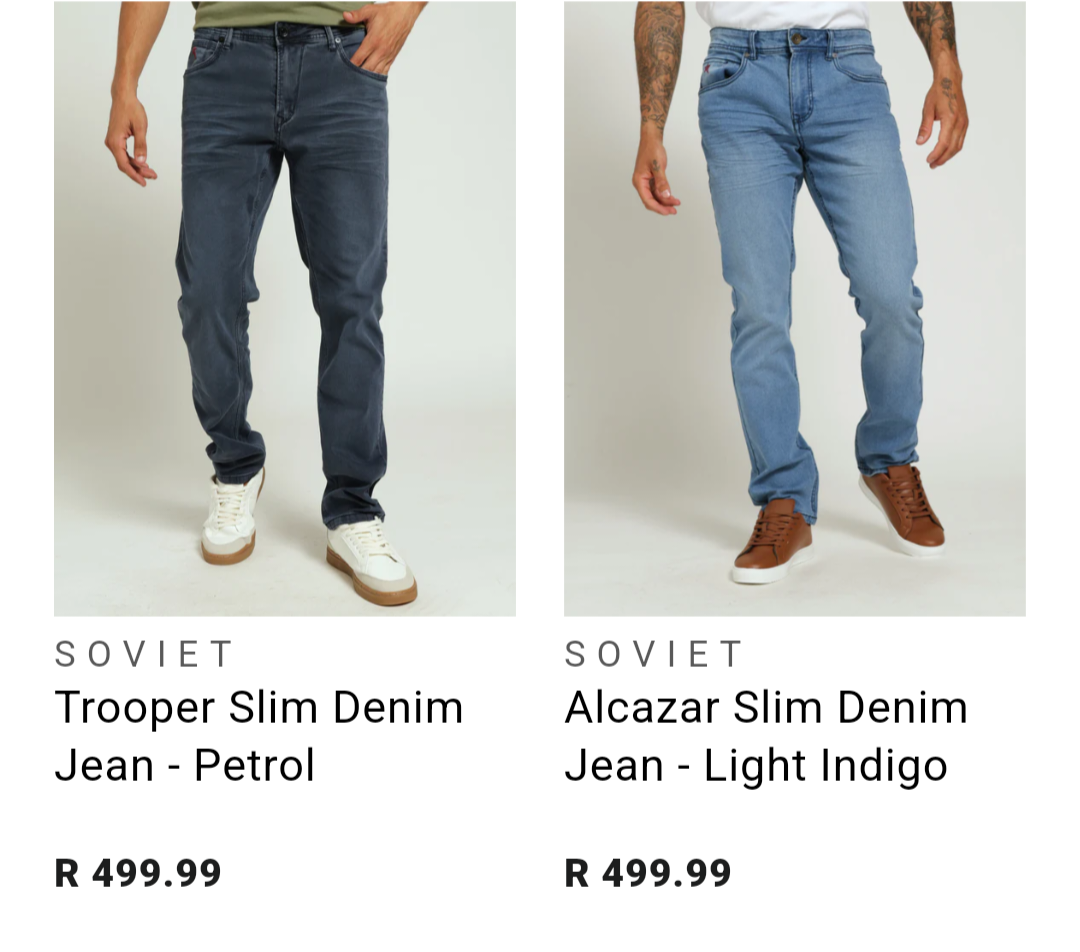 SOVIET
Trooper Slim Denim
Jean - Petrol
R 499.99
SOVIET
Alcazar Slim Denim
Jean - Light Indigo
R 499.99